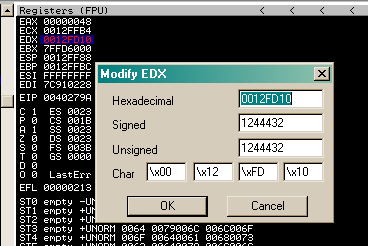 Registers (FPU) < < < <
EAX 00000048
ECX 0012FFB4
EDX 0012FD10
EBX 7FFD6000
ESP 0012FF88
EBP 0012FFBC
ESI FFFFFFFF
EDI 7C910228
EIP 0040279A
C 1 ES 0023
P 0 CS 001B
A 1 SS 0023
Z 0 DS 0023
S 0 FS 003B
T 0 GS 0000
D 0
O 0 LastErr
EFL 00000213
ST0 empty -UN
ST1 empty +UN
ST2 empty +UN
ST3 empty +UNORM 0064 0079006C 006C006F
ST4 empty +UNORM 006F 00640061 00680073
Modify EDX
Hexadecimal 0012FD10
Signed 1244432
Unsigned 1244432
Char \x00 \x12 \xFD \x10
OK Cancel